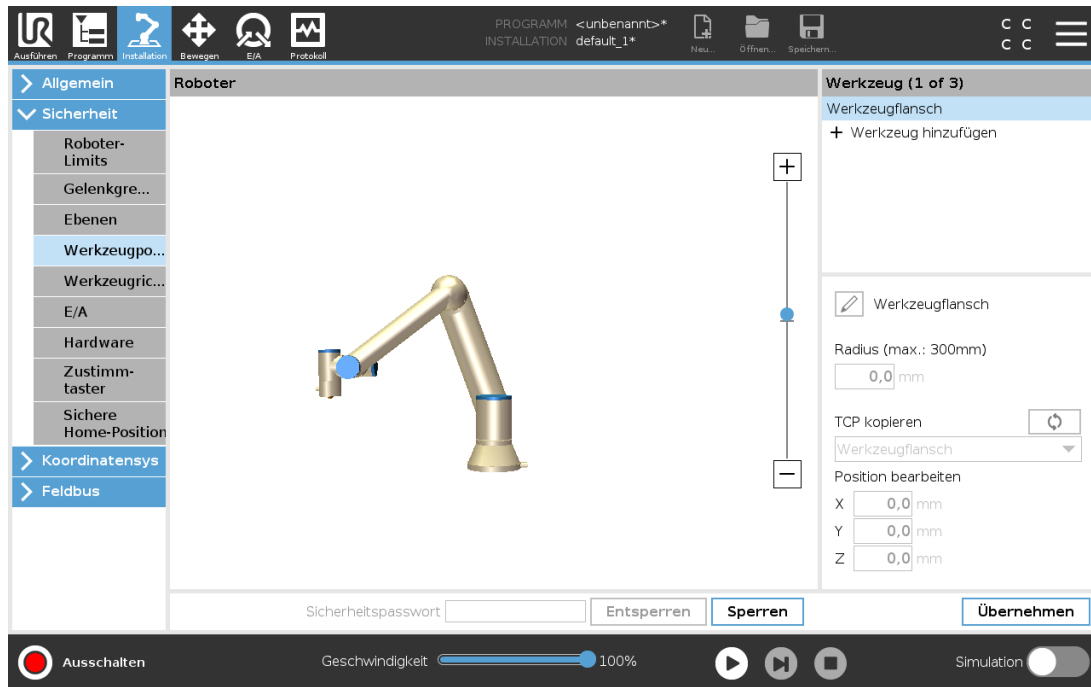 PROGRAMM <unbenannt>*
INSTALLATION default_1*
Ausführen Programm Installation Bewegen E/A Protokoll
Neu... Öffnen... Speichern...
C C
C C
Allgemein
Sicherheit
Roboter-
Limits
Gelenkgre...
Ebenen
Werkzeugpo...
Werkzeugric...
E/A
Hardware
Zustimm-
taster
Sichere
Home-Position
Koordinatensys
Feldbus
Roboter
Werkzeug (1 of 3)
Werkzeugflansch
+ Werkzeug hinzufügen
Werkzeugflansch
Radius (max.: 300mm)
0,0 mm
TCP kopieren
Werkzeugflansch
Position bearbeiten
X 0,0 mm
Y 0,0 mm
Z 0,0 mm
Sicherheitspasswort Entsperren Sperren Übernehmen
Ausschalten Geschwindigkeit 100% Simulation